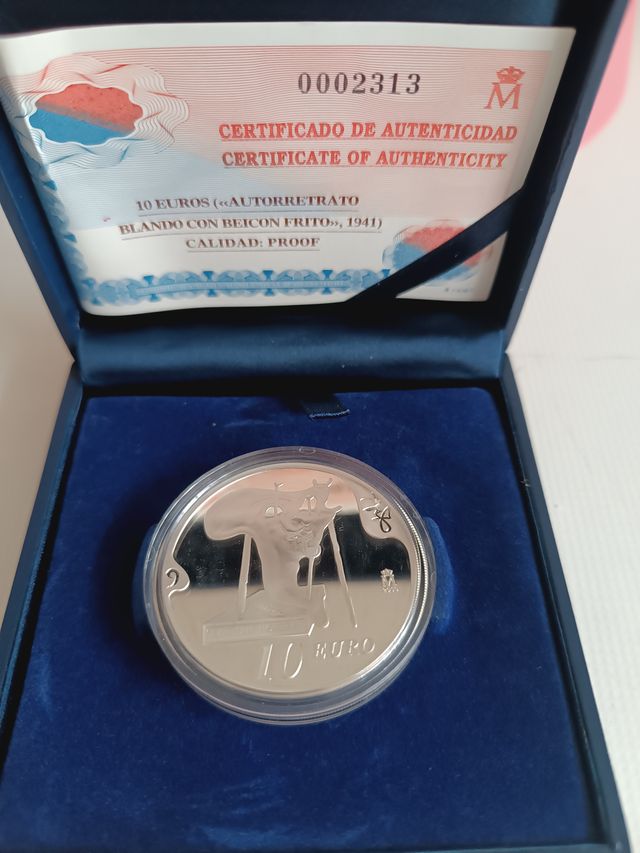 0002313
M
CERTIFICADO DE AUTENTICIDAD
CERTIFICATE OF AUTHENTICITY
10 EUROS («AUTORRETRATO
BLANDO CON BEICON FRITO», 1941)
CALIDAD: PROOF
10 EURO